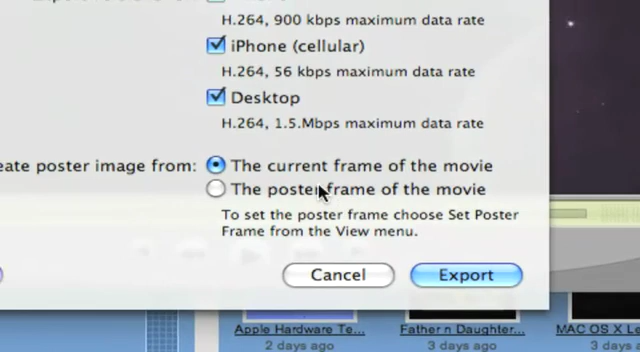 H.264, 900 kbps maximum data rate
iPhone (cellular)
H.264, 56 kbps maximum data rate
Desktop
H.264, 1.5.Mbps maximum data rate
eate poster image from: The current frame of the movie
The poster frame of the movie
To set the poster frame choose Set Poster
Frame from the View menu.
Cancel Export
Apple Hardware Te... Father n Daughter... MAC OS X Le
2 days ago 3 days ago 3 days